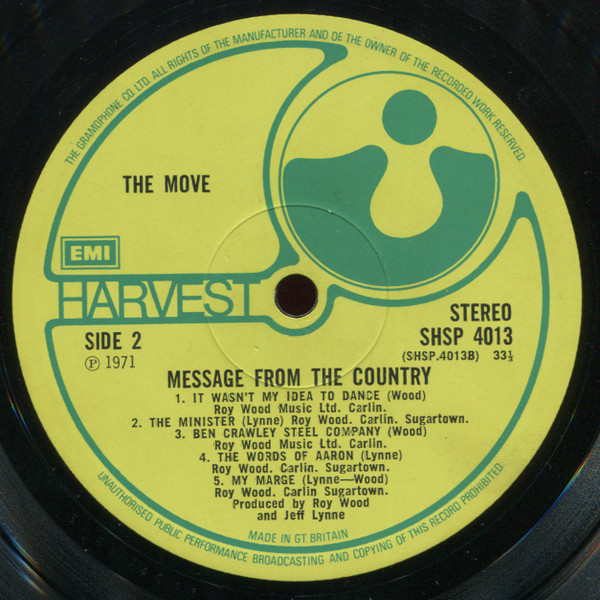 THE GRAMOPHONE CO. LTD. ALL RIGHTS OF THE MANUFACTURER AND OF THE OWNER OF THE RECORDED WORK RESERVED.
THE MOVE
EMI
HARVEST
STEREO
SIDE 2
SHSP 4013
Ⓟ 1971
(SHSP.4013B) 33⅓
MESSAGE FROM THE COUNTRY
1. IT WASN'T MY IDEA TO DANCE (Wood)
Roy Wood Music Ltd. Carlin.
2. THE MINISTER (Lynne) Roy Wood. Carlin. Sugartown.
3. BEN CRAWLEY STEEL COMPANY (Wood)
Roy Wood Music Ltd. Carlin.
4. THE WORDS OF AARON (Lynne)
Roy Wood. Carlin. Sugartown.
5. MY MARGE (Lynne—Wood)
Roy Wood. Carlin Sugartown.
Produced by Roy Wood
and Jeff Lynne
MADE IN GT. BRITAIN
UNAUTHORISED PUBLIC PERFORMANCE BROADCASTING AND COPYING OF THIS RECORD PROHIBITED.